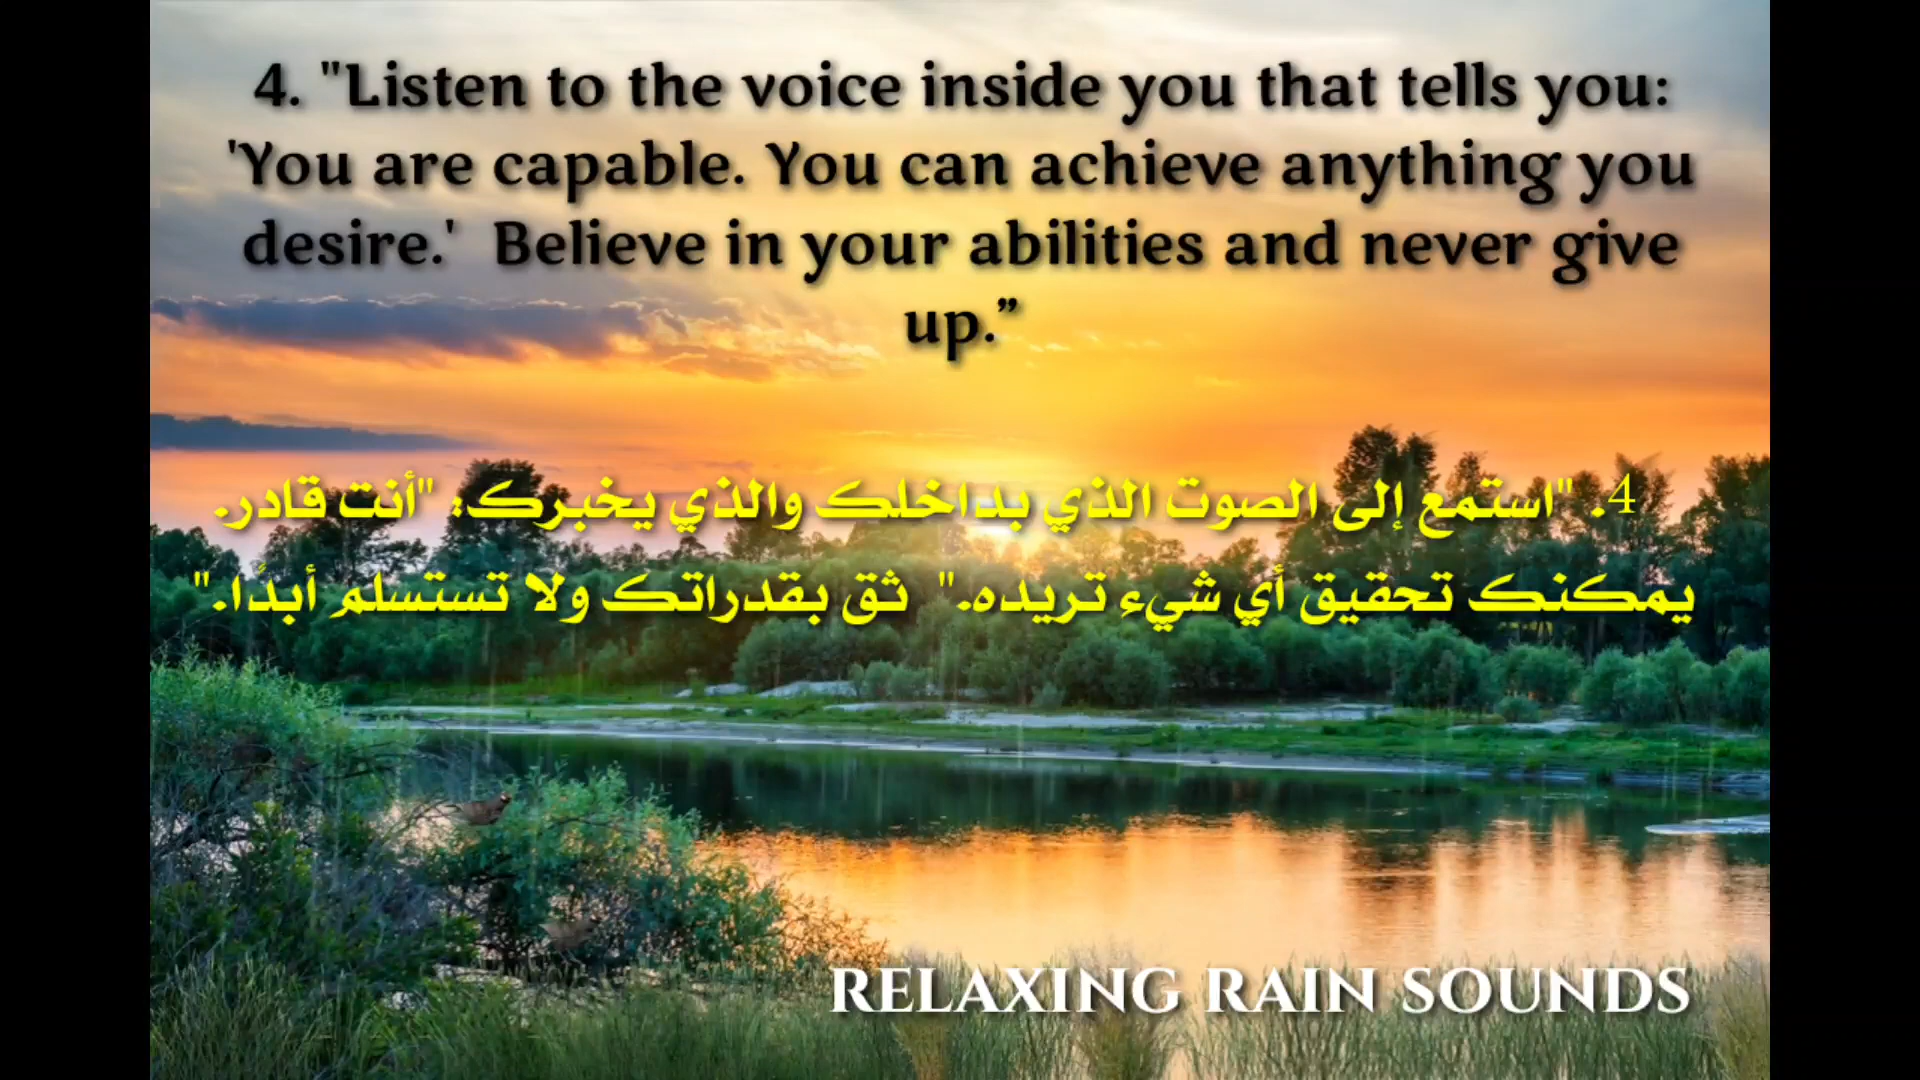 4. "Listen to the voice inside you that tells you:
'You are capable. You can achieve anything you
desire.'  Believe in your abilities and never give
up.”
4. "استمع إلى الصوت الذي بداخلك والذي يخبرك: "أنت قادر.
يمكنك تحقيق أي شيء تريده."  ثق بقدراتك ولا تستسلم أبدًا."
RELAXING RAIN SOUNDS